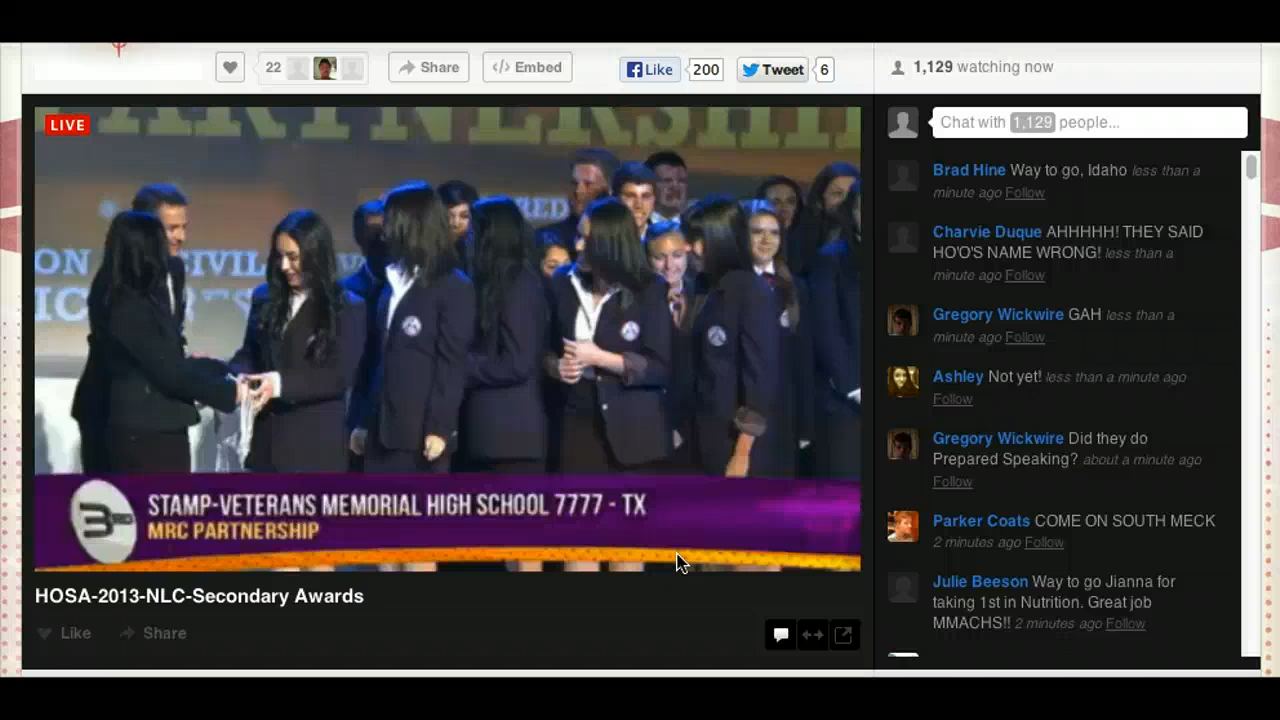 22
Share
Embed
Like
200
Tweet
6
1,129 watching now
LIVE
ARTNERSHIP
RED
ON
CIVIL
STAMP-VETERANS MEMORIAL HIGH SCHOOL 7777 - TX
MRC PARTNERSHIP
HOSA-2013-NLC-Secondary Awards
Like
Share
Chat with 1,129 people...
Brad Hine Way to go, Idaho less than a
minute ago Follow
Charvie Duque AHHHHH! THEY SAID
HO'O'S NAME WRONG! less than a
minute ago Follow
Gregory Wickwire GAH less than a
minute ago Follow
Ashley Not yet! less than a minute ago
Follow
Gregory Wickwire Did they do
Prepared Speaking? about a minute ago
Follow
Parker Coats COME ON SOUTH MECK
2 minutes ago Follow
Julie Beeson Way to go Jianna for
taking 1st in Nutrition. Great job
MMACHS!! 2 minutes ago Follow